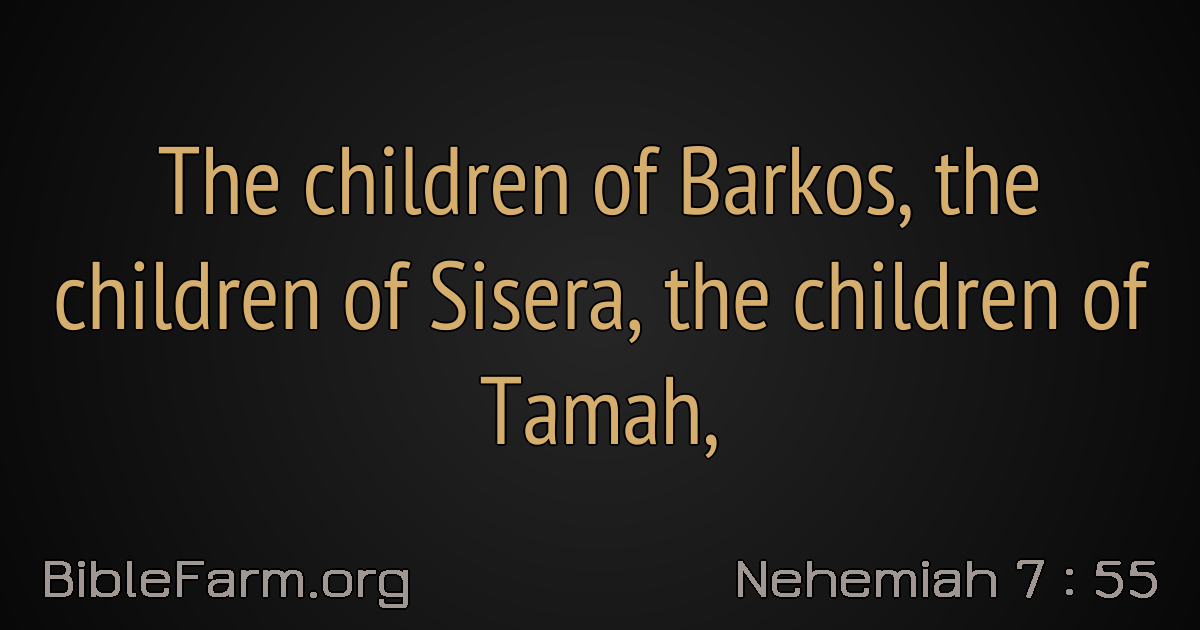 The children of Barkos, the
children of Sisera, the children of
Tamah,
BibleFarm.org
Nehemiah 7 : 55